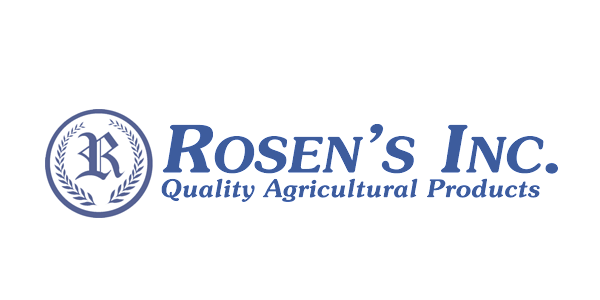 R
ROSEN'S INC.
Quality Agricultural Products